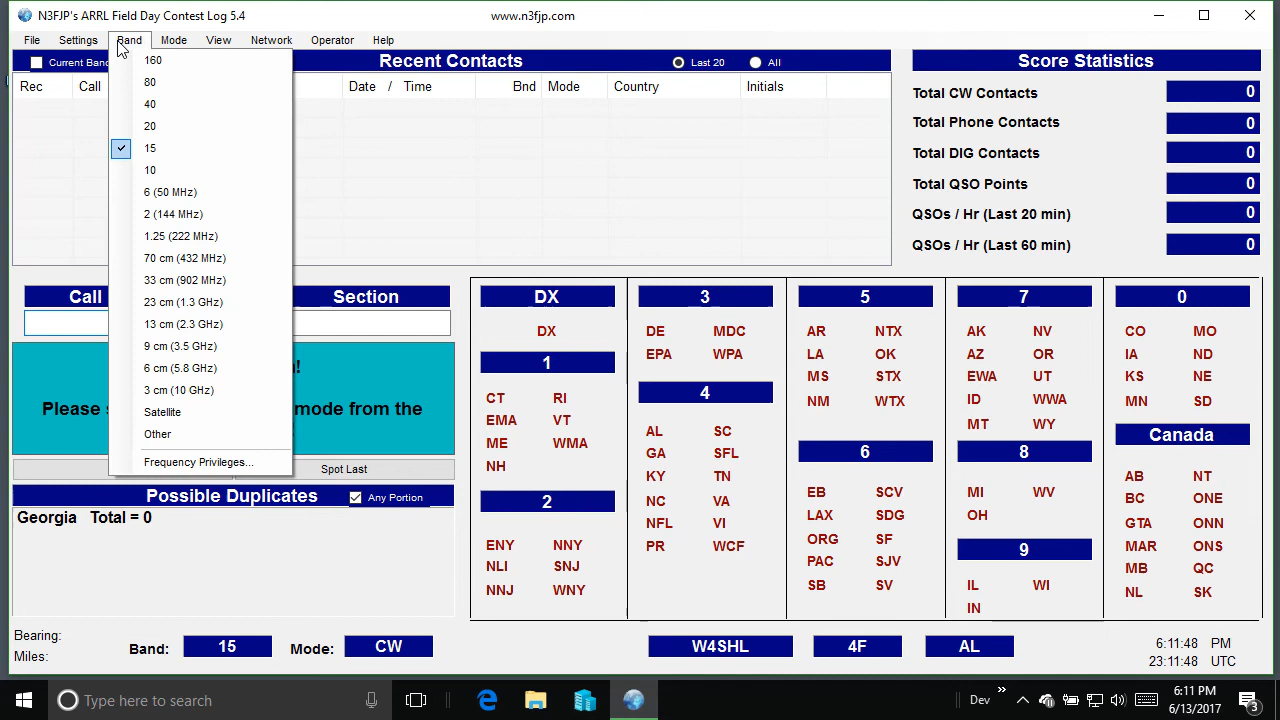 N3FJP's ARRL Field Day Contest Log 5.4
www.n3fjp.com
File Settings Band Mode View Network Operator Help
Current Band
Recent Contacts
Last 20
All
Rec Call Date / Time Bnd Mode Country Initials
160
80
40
20
15
10
6 (50 MHz)
2 (144 MHz)
1.25 (222 MHz)
70 cm (432 MHz)
33 cm (902 MHz)
23 cm (1.3 GHz)
13 cm (2.3 GHz)
9 cm (3.5 GHz)
6 cm (5.8 GHz)
3 cm (10 GHz)
Satellite
Other
Frequency Privileges...
Score Statistics
Total CW Contacts 0
Total Phone Contacts 0
Total DIG Contacts 0
Total QSO Points 0
QSOs / Hr (Last 20 min) 0
QSOs / Hr (Last 60 min) 0
Call
Section
Please
mode from the
Spot Last
Possible Duplicates
Any Portion
Georgia Total = 0
DX
DX
1
CT RI
EMA VT
ME WMA
NH
2
ENY NNY
NLI SNJ
NNJ WNY
3
DE MDC
EPA WPA
4
AL SC
GA SFL
KY TN
NC VA
NFL VI
PR WCF
5
AR NTX
LA OK
MS STX
NM WTX
6
EB SCV
LAX SDG
ORG SF
PAC SJV
SB SV
7
AK NV
AZ OR
EWA UT
ID WWA
MT WY
8
MI WV
OH
9
IL WI
IN
0
CO MO
IA ND
KS NE
MN SD
Canada
AB NT
BC ONE
GTA ONN
MAR ONS
MB QC
NL SK
Bearing:
Miles:
Band: 15 Mode: CW
W4SHL 4F AL
6:11:48 PM
23:11:48 UTC
Type here to search
Dev
6:11 PM
6/13/2017
3